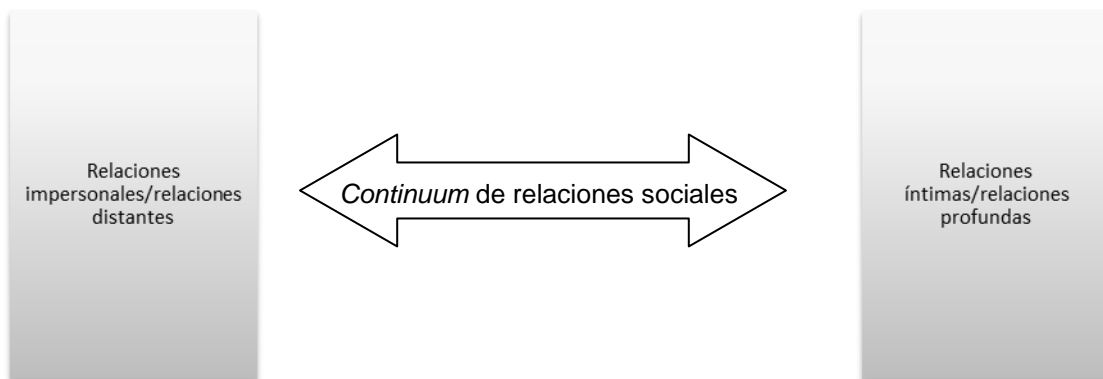 Relaciones
impersonales/relaciones
distantes
Continuum de relaciones sociales
Relaciones
íntimas/relaciones
profundas